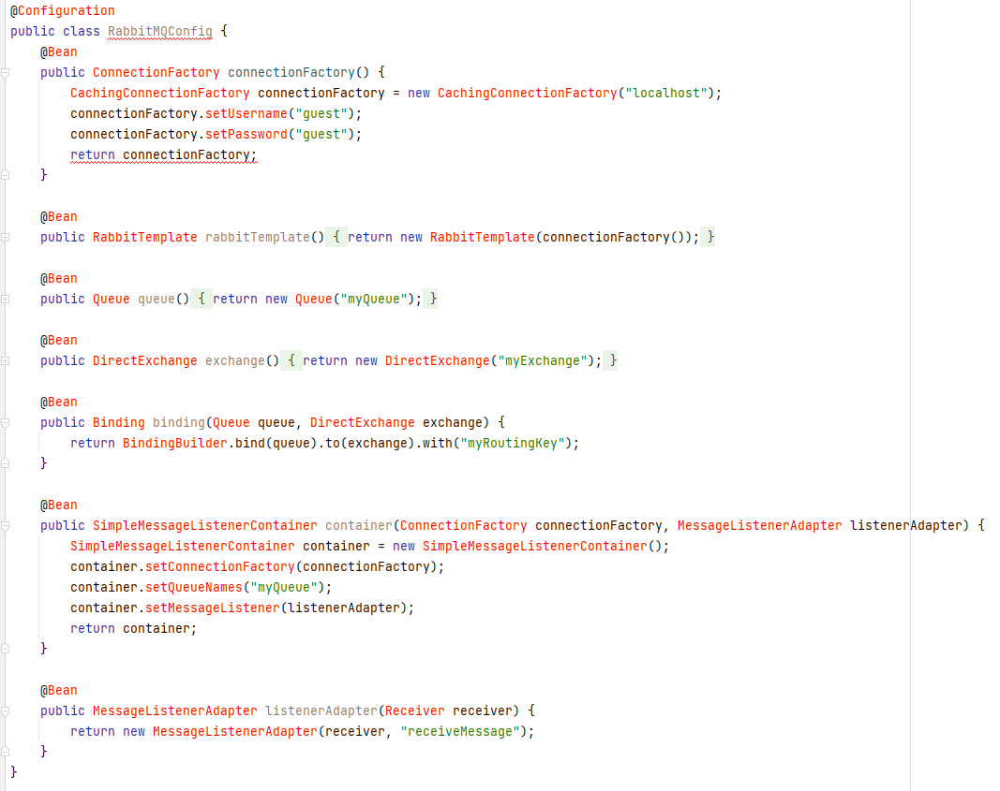 @Configuration
public class RabbitMQConfig {
    @Bean
    public ConnectionFactory connectionFactory() {
        CachingConnectionFactory connectionFactory = new CachingConnectionFactory("localhost");
        connectionFactory.setUsername("guest");
        connectionFactory.setPassword("guest");
        return connectionFactory;
    }

    @Bean
    public RabbitTemplate rabbitTemplate() { return new RabbitTemplate(connectionFactory()); }

    @Bean
    public Queue queue() { return new Queue("myQueue"); }

    @Bean
    public DirectExchange exchange() { return new DirectExchange("myExchange"); }

    @Bean
    public Binding binding(Queue queue, DirectExchange exchange) {
        return BindingBuilder.bind(queue).to(exchange).with("myRoutingKey");
    }

    @Bean
    public SimpleMessageListenerContainer container(ConnectionFactory connectionFactory, MessageListenerAdapter listenerAdapter) {
        SimpleMessageListenerContainer container = new SimpleMessageListenerContainer();
        container.setConnectionFactory(connectionFactory);
        container.setQueueNames("myQueue");
        container.setMessageListener(listenerAdapter);
        return container;
    }

    @Bean
    public MessageListenerAdapter listenerAdapter(Receiver receiver) {
        return new MessageListenerAdapter(receiver, "receiveMessage");
    }
}